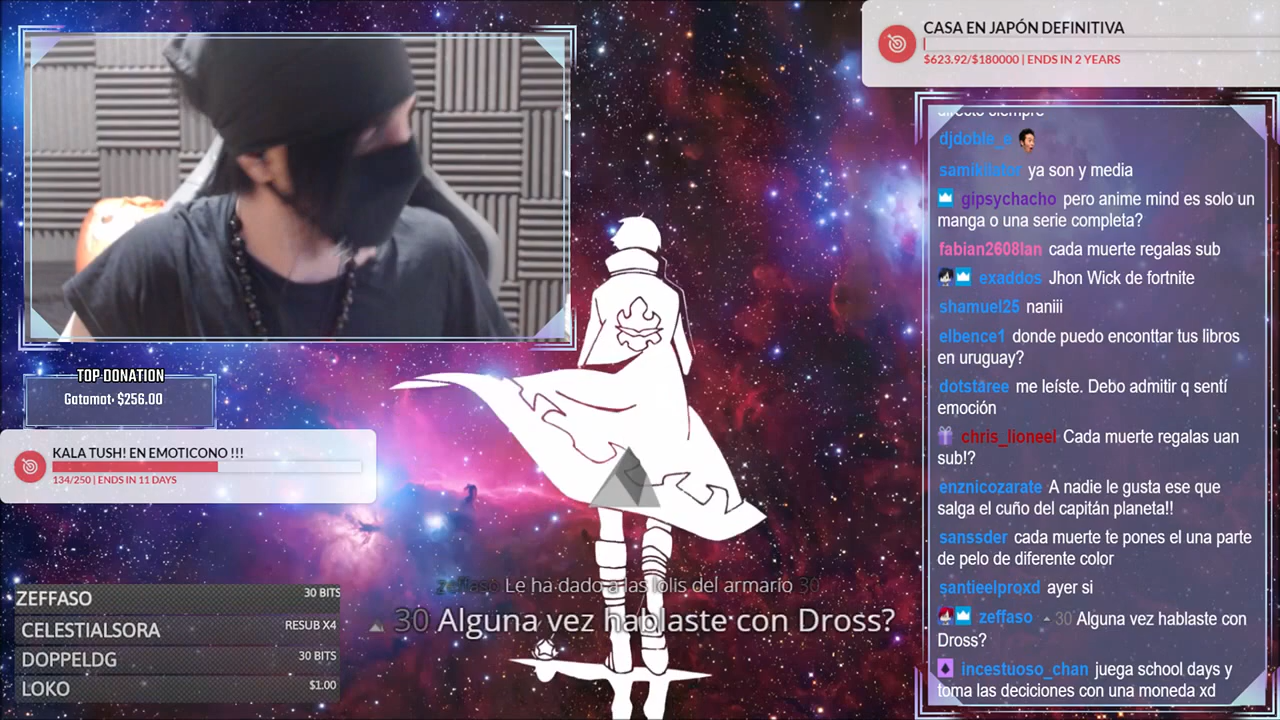 CASA EN JAPÓN DEFINITIVA
$623.92/$180000 | ENDS IN 2 YEARS
directo siempre
djdoble_e
samikilator ya son y media
gipsychacho pero anime mind es solo un
manga o una serie completa?
fabian2608lan cada muerte regalas sub
exaddos Jhon Wick de fortnite
shamuel25 naniii
elbence1 donde puedo enconttar tus libros
en uruguay?
dotstaree me leíste. Debo admitir q sentí
emoción
chris_lioneel Cada muerte regalas uan
sub!?
enznicozarate A nadie le gusta ese que
salga el cuño del capitán planeta!!
sanssder cada muerte te pones el una parte
de pelo de diferente color
santieelproxd ayer si
zeffaso 30 Alguna vez hablaste con
Dross?
incestuoso_chan juega school days y
toma las deciciones con una moneda xd
TOP DONATION
Gatomat· $256.00
KALA TUSH! EN EMOTICONO !!!
134/250 | ENDS IN 11 DAYS
ZEFFASO 30 BITS
CELESTIALSORA RESUB X4
DOPPELDG 30 BITS
LOKO $1.00
zeffaso Le ha dado a las lolis del armario 30
30 Alguna vez hablaste con Dross?